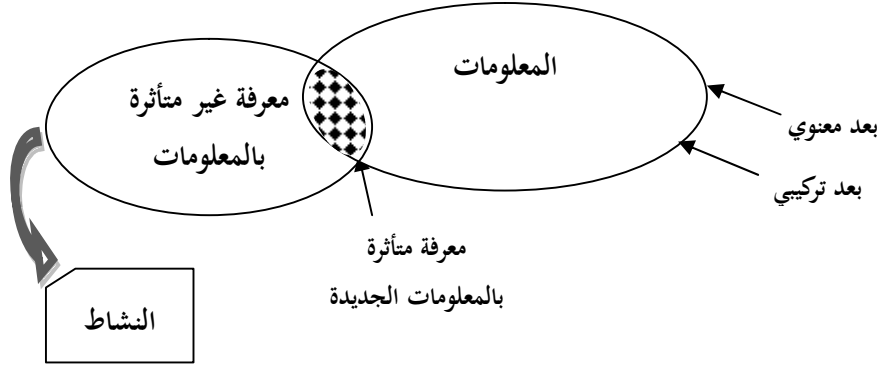 المعلومات
معرفة غير متأثرة
بالمعلومات
بعد معنوي
بعد تركيبي
معرفة متأثرة
بالمعلومات الجديدة
النشاط